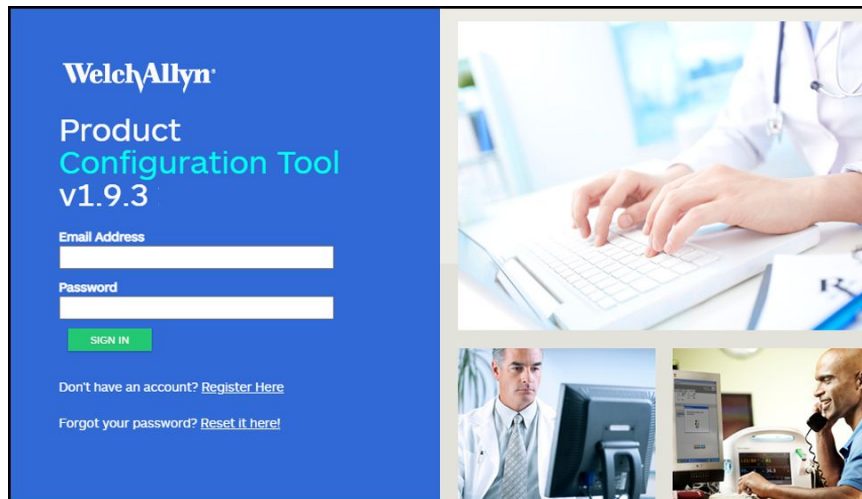 WelchAllyn®
Product
Configuration Tool
v1.9.3
Email Address
Password
SIGN IN
Don't have an account? Register Here
Forgot your password? Reset it here!